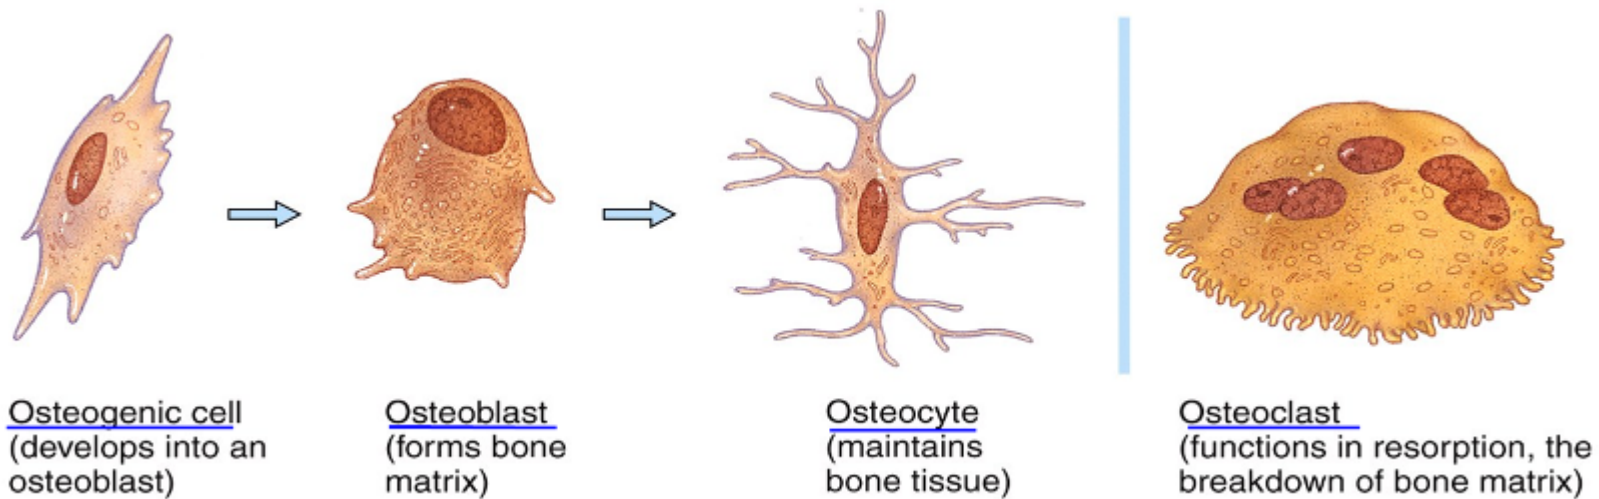 Osteogenic cell
(develops into an
osteoblast)
Osteoblast
(forms bone
matrix)
Osteocyte
(maintains
bone tissue)
Osteoclast
(functions in resorption, the
breakdown of bone matrix)